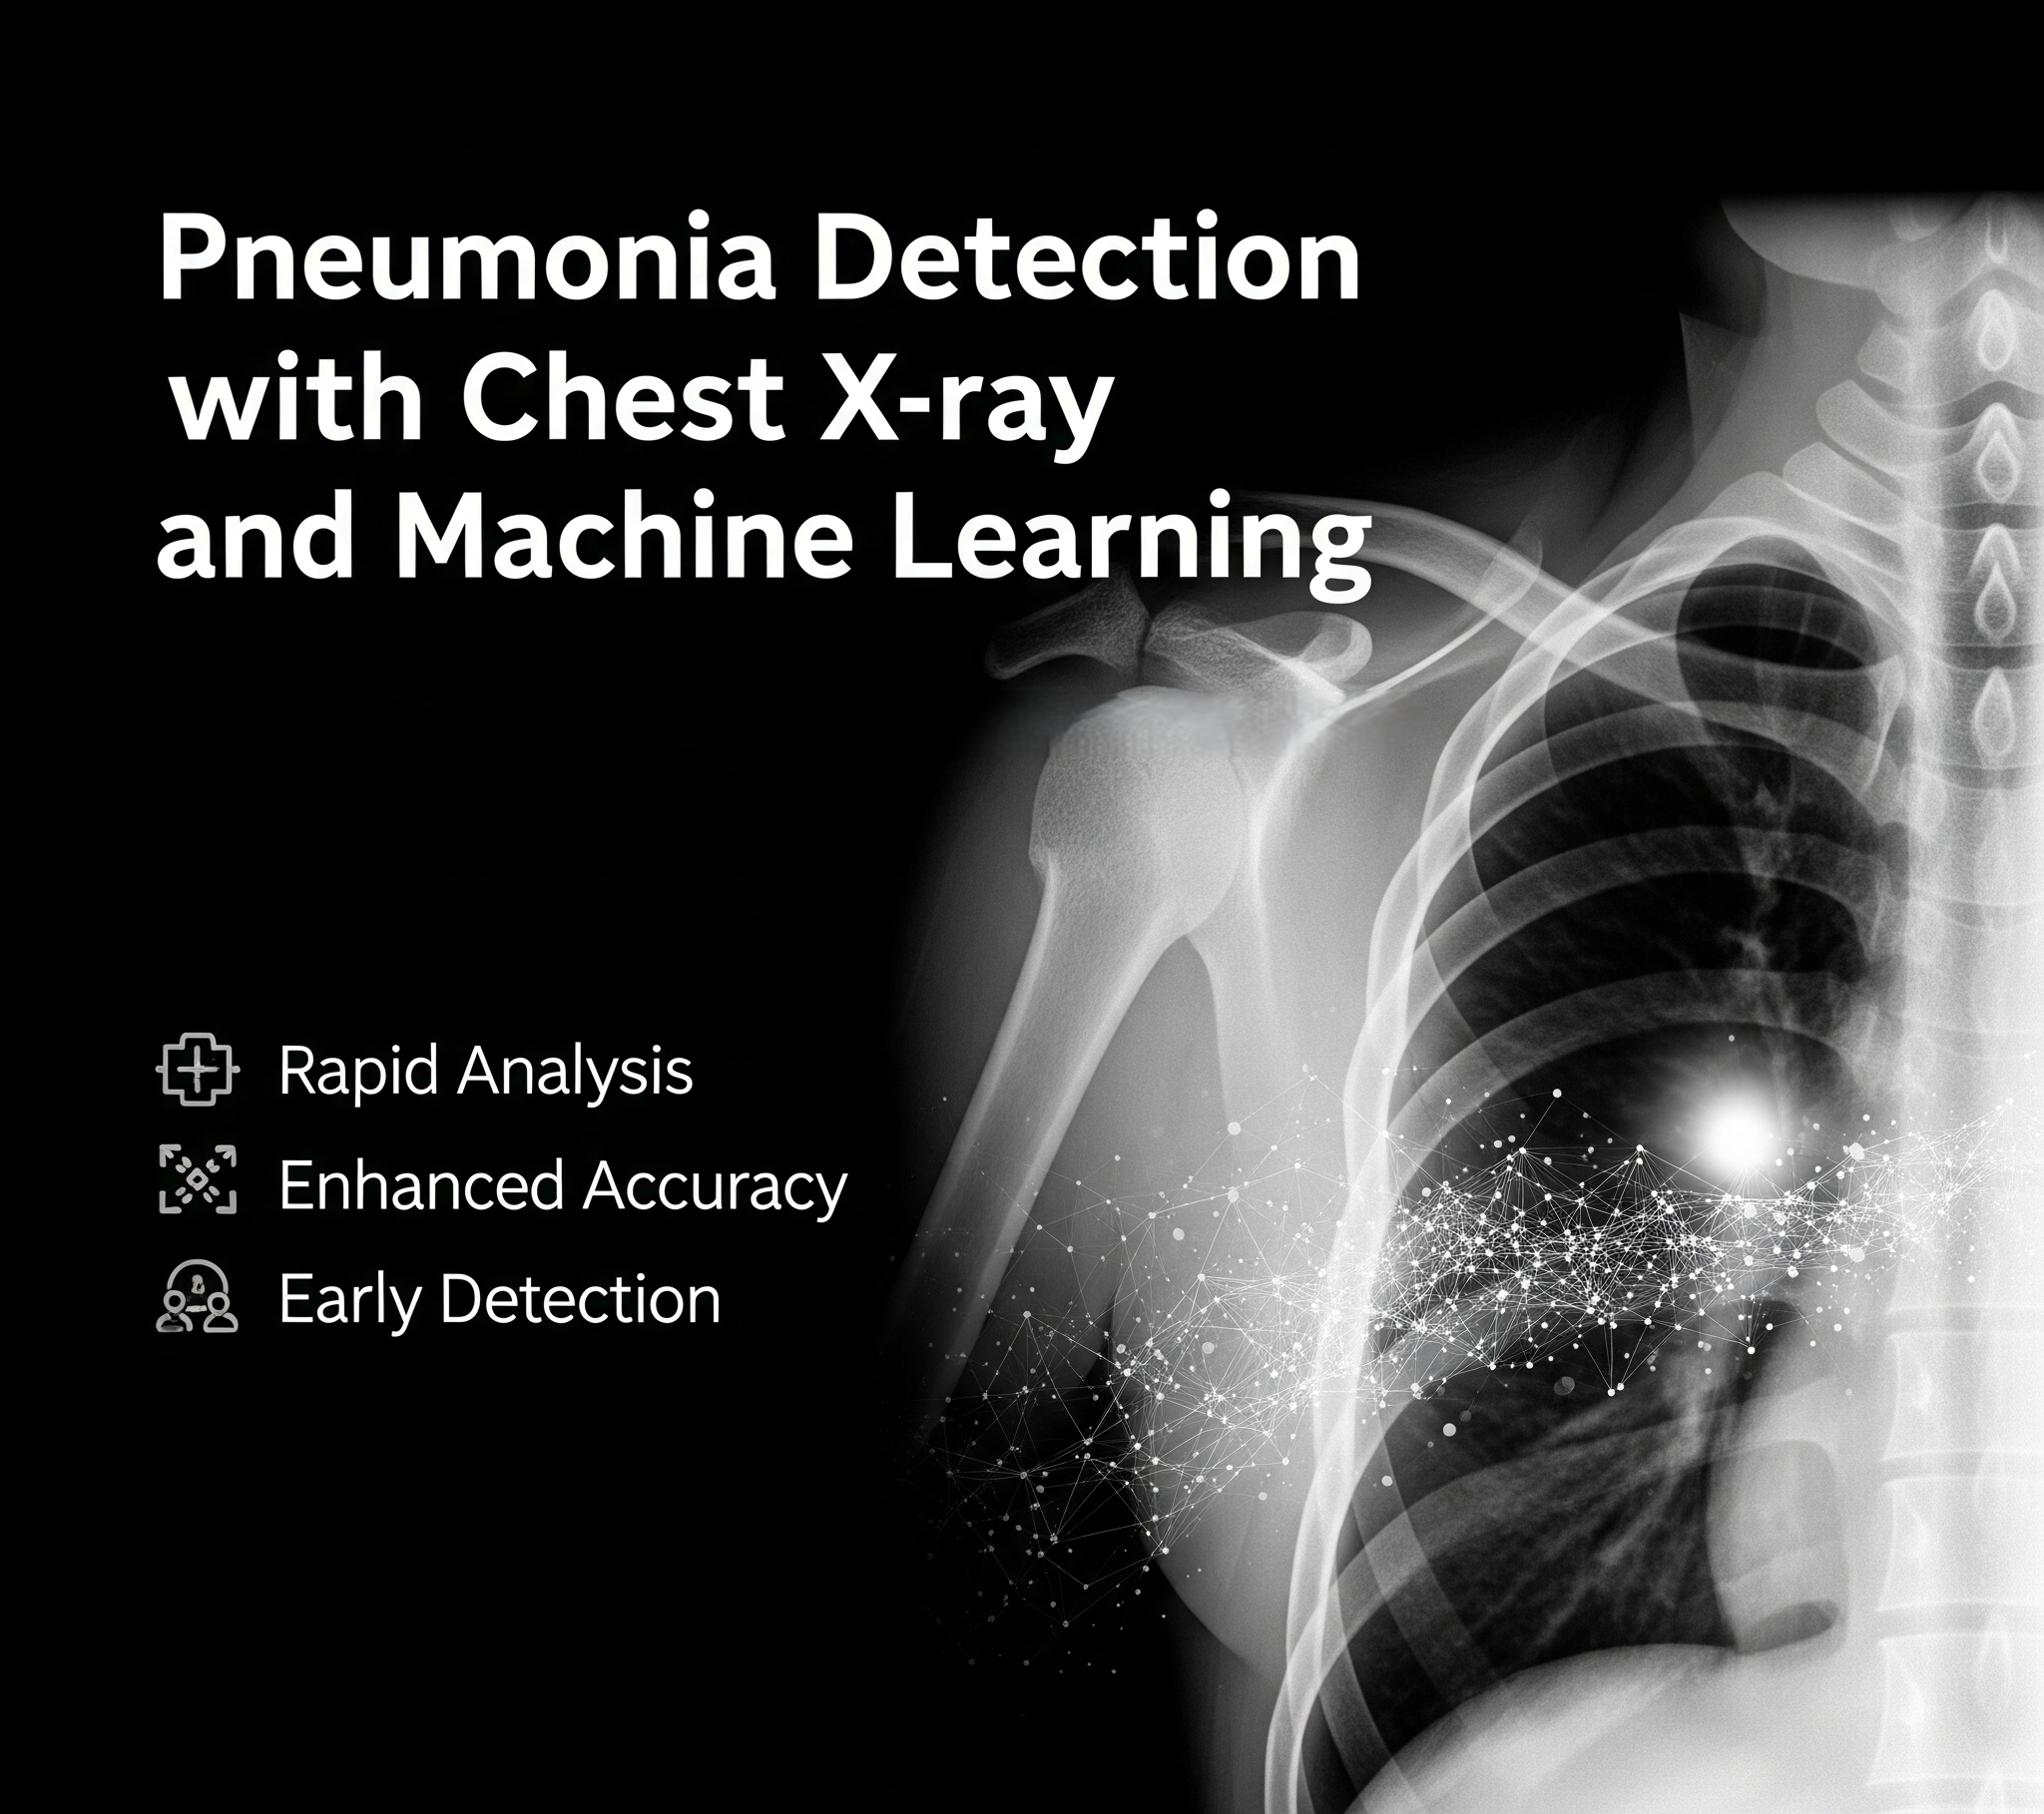 Pneumonia Detection
with Chest X-ray
and Machine Learning
Rapid Analysis
Enhanced Accuracy
Early Detection